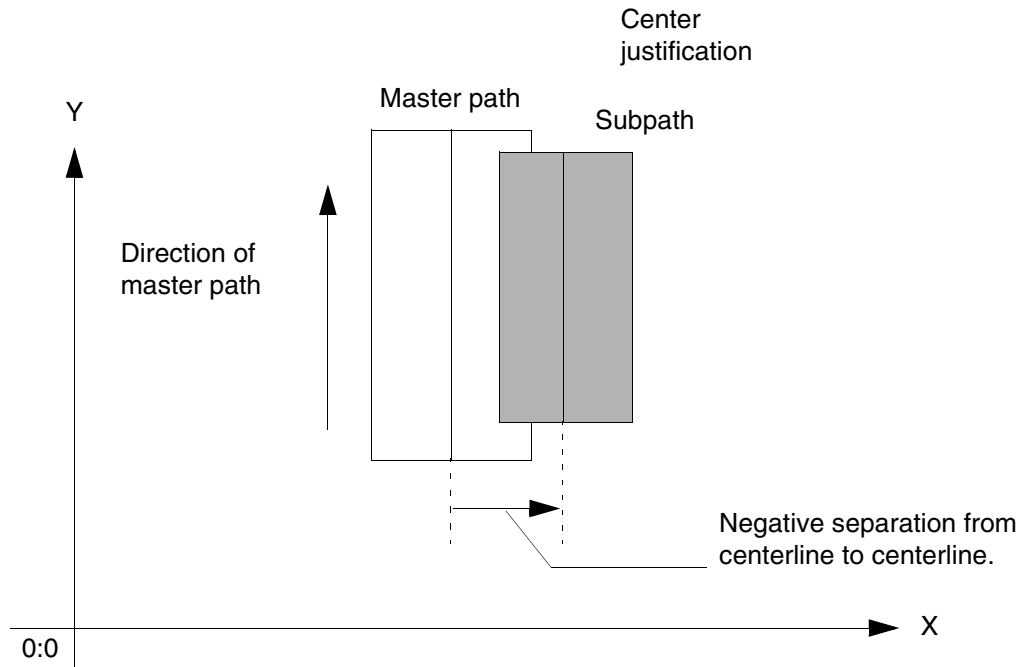 Center
justification
Master path
Y
Subpath
Direction of
master path
Negative separation from
centerline to centerline.
X
0:0